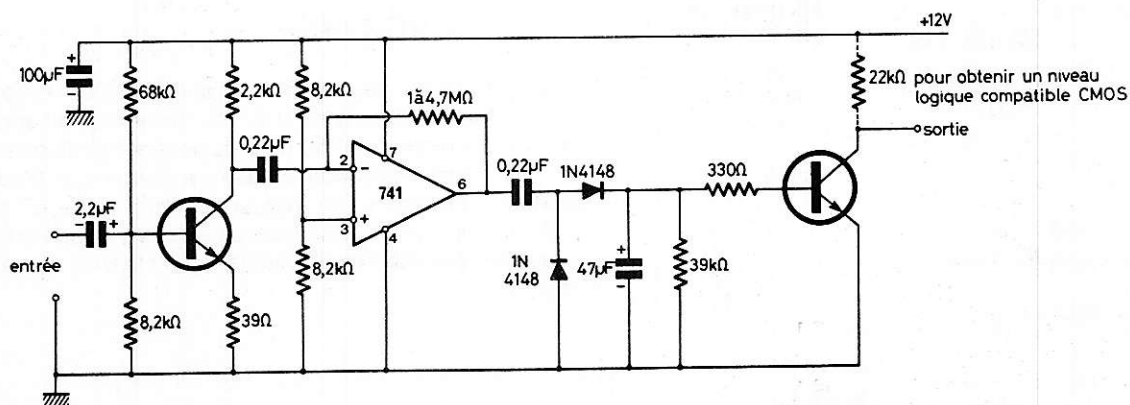 +12V
100µF
+
-
68kΩ
2,2kΩ
8,2kΩ
1à4,7MΩ
22kΩ pour obtenir un niveau
logique compatible CMOS
sortie
0,22µF
2
-
7
741
6
+
3
4
0,22µF
1N4148
330Ω
2,2µF
-
+
entrée
8,2kΩ
39Ω
8,2kΩ
1N
4148
47µF
+
-
39kΩ